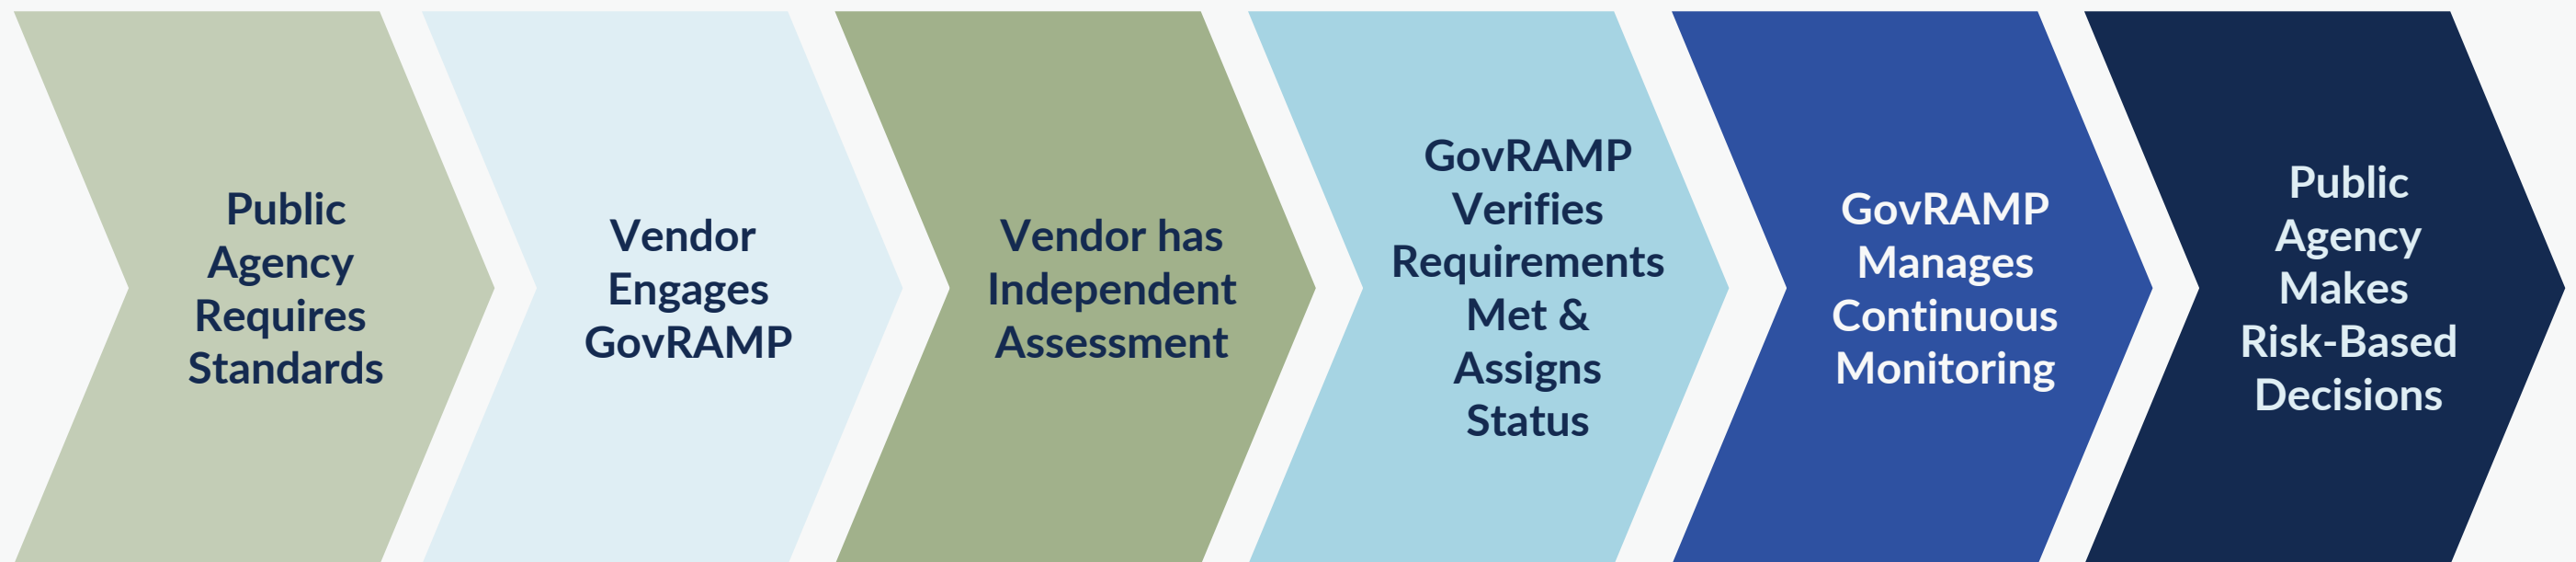 Public
Agency
Requires
Standards
Vendor
Engages
GovRAMP
Vendor has
Independent
Assessment
GovRAMP
Verifies
Requirements
Met &
Assigns
Status
GovRAMP
Manages
Continuous
Monitoring
Public
Agency
Makes
Risk-Based
Decisions